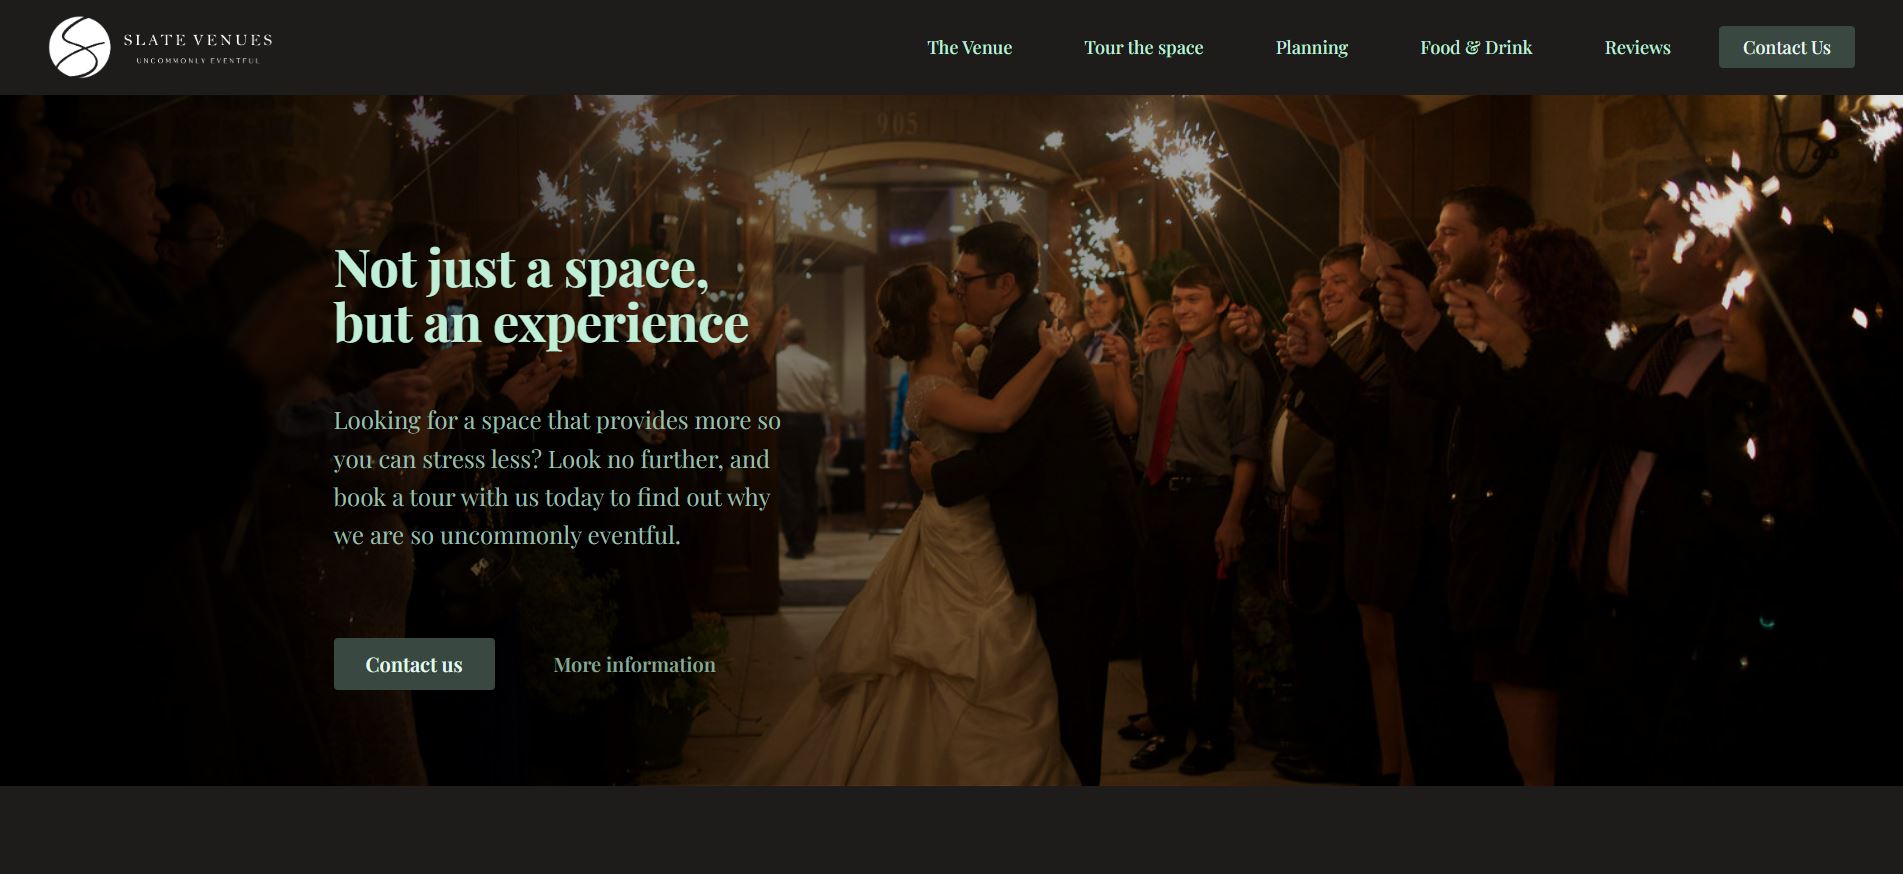 SLATE VENUES
UNCOMMONLY EVENTFUL
The Venue
Tour the space
Planning
Food & Drink
Reviews
Contact Us
905
Not just a space,
but an experience
Looking for a space that provides more so
you can stress less? Look no further, and
book a tour with us today to find out why
we are so uncommonly eventful.
Contact us
More information